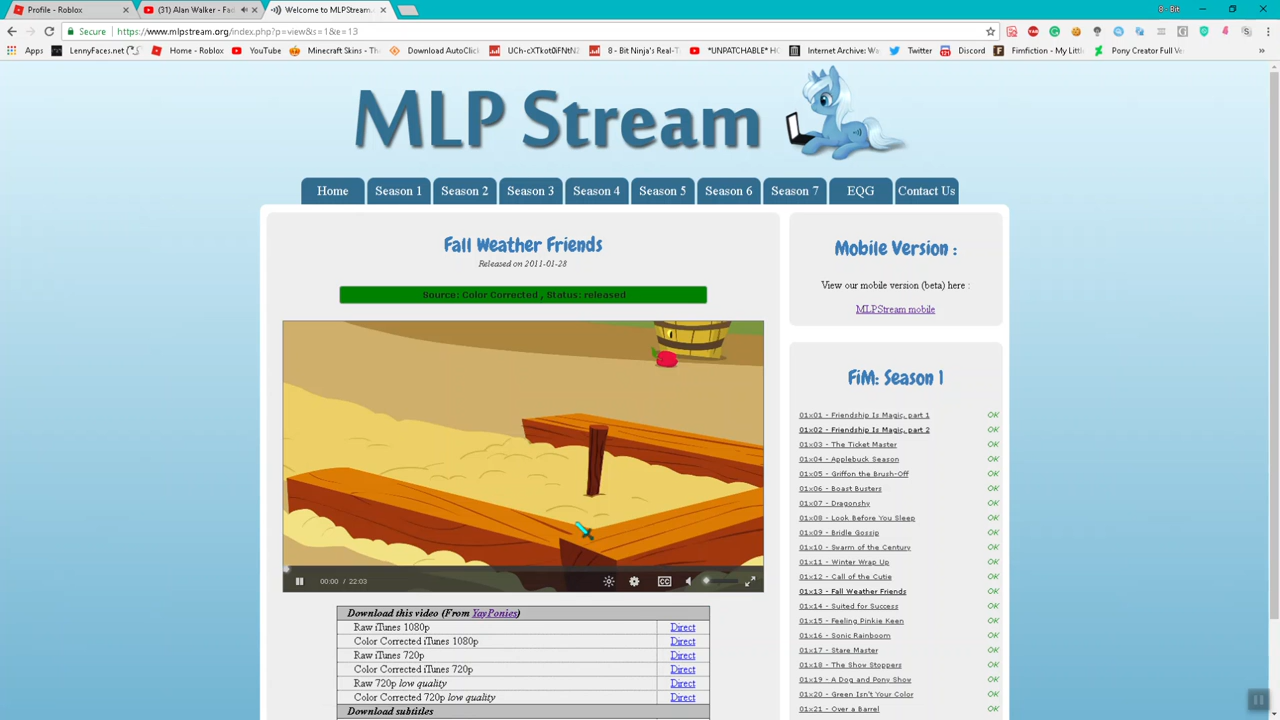 Profile - Roblox
(31) Alan Walker - Fad
Welcome to MLPStream.
8 - Bit
Secure
https://www.mlpstream.org/index.php?p=view&s=1&e=13
Apps
LennyFaces.net
Home - Roblox
YouTube
Minecraft Skins - The
Download AutoClick
UCh-cXTkot0iFNtN
8 - Bit Ninja's Real-T
*UNPATCHABLE* HO
Internet Archive: Wa
Twitter
Discord
Fimfiction - My Little
Pony Creator Full Ver
MLP Stream
Home
Season 1
Season 2
Season 3
Season 4
Season 5
Season 6
Season 7
EQG
Contact Us
Fall Weather Friends
Released on 2011-01-28
Source: Color Corrected , Status: released
00:00 / 22:03
CC
Download this video (From YayPonies)
Raw iTunes 1080p Direct
Color Corrected iTunes 1080p Direct
Raw iTunes 720p Direct
Color Corrected iTunes 720p Direct
Raw 720p low quality Direct
Color Corrected 720p low quality Direct
Download subtitles
Mobile Version :
View our mobile version (beta) here :
MLPStream mobile
FiM: Season 1
01x01 - Friendship Is Magic, part 1 OK
01x02 - Friendship Is Magic, part 2 OK
01x03 - The Ticket Master OK
01x04 - Applebuck Season OK
01x05 - Griffon the Brush-Off OK
01x06 - Boast Busters OK
01x07 - Dragonshy OK
01x08 - Look Before You Sleep OK
01x09 - Bridle Gossip OK
01x10 - Swarm of the Century OK
01x11 - Winter Wrap Up OK
01x12 - Call of the Cutie OK
01x13 - Fall Weather Friends OK
01x14 - Suited for Success OK
01x15 - Feeling Pinkie Keen OK
01x16 - Sonic Rainboom OK
01x17 - Stare Master OK
01x18 - The Show Stoppers OK
01x19 - A Dog and Pony Show OK
01x20 - Green Isn't Your Color OK
01x21 - Over a Barrel OK